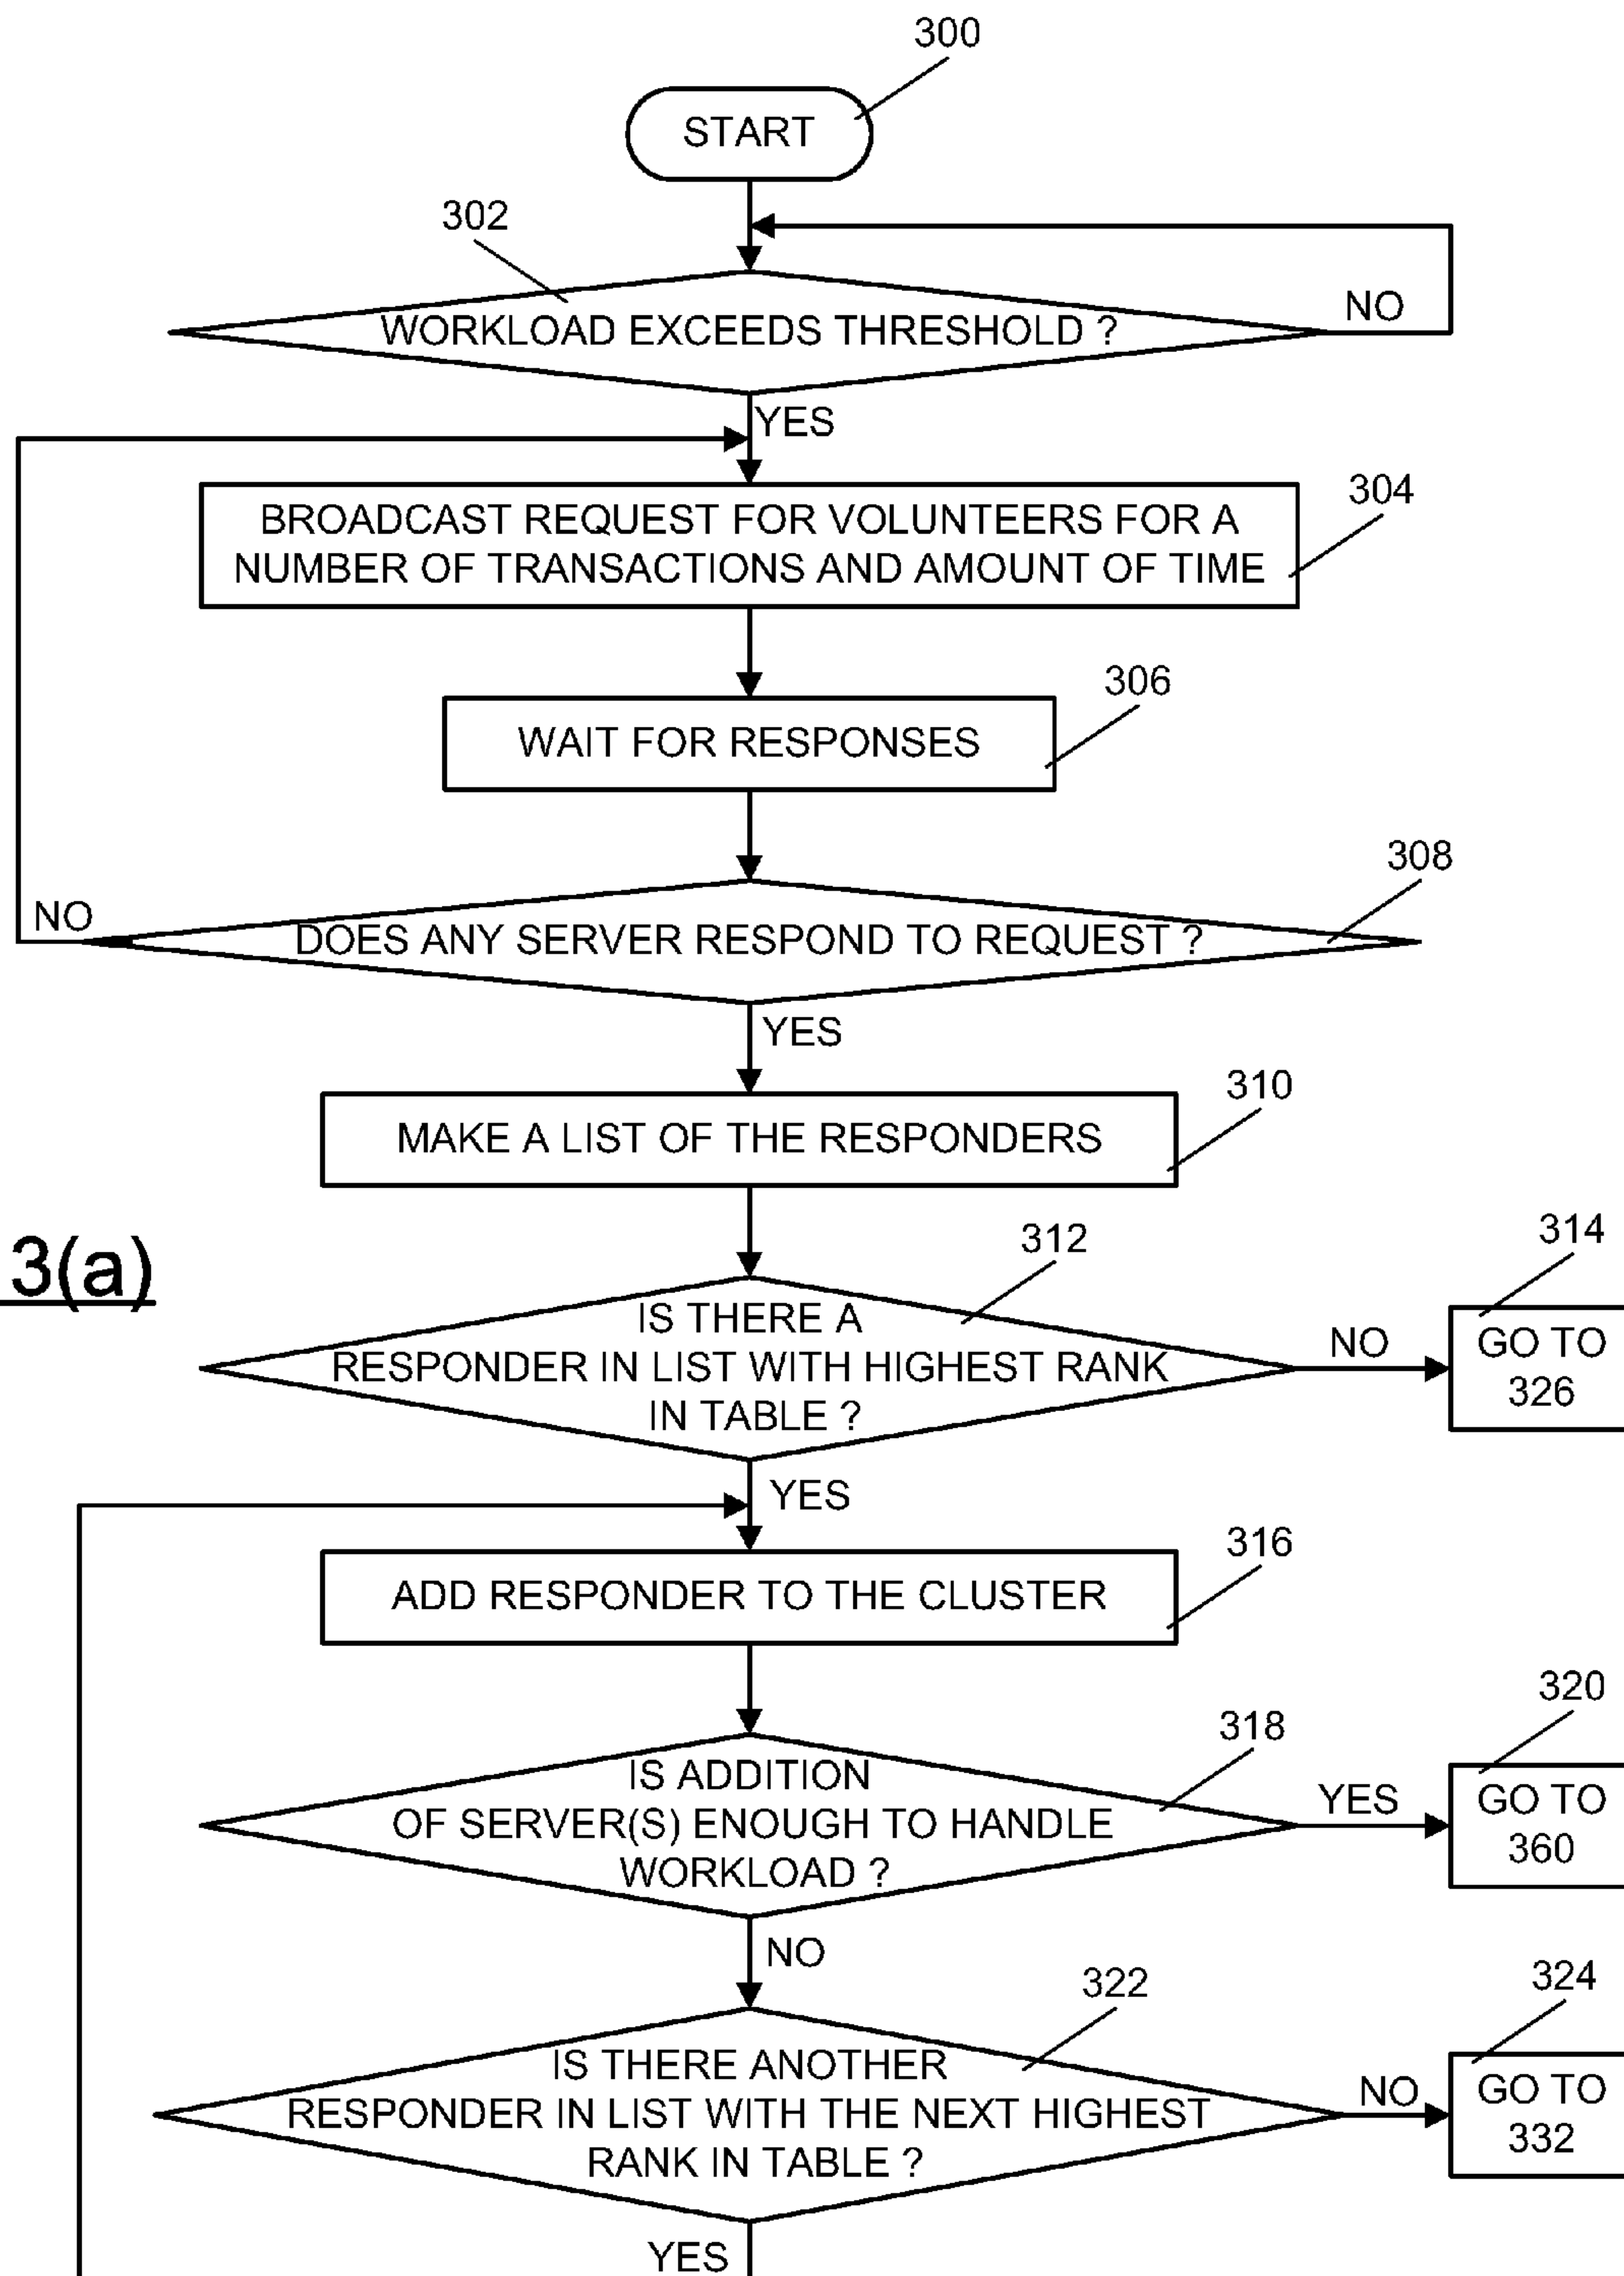 300
START
302
WORKLOAD EXCEEDS THRESHOLD ?
NO
YES
304
BROADCAST REQUEST FOR VOLUNTEERS FOR A
NUMBER OF TRANSACTIONS AND AMOUNT OF TIME
306
WAIT FOR RESPONSES
308
NO
DOES ANY SERVER RESPOND TO REQUEST ?
YES
310
MAKE A LIST OF THE RESPONDERS
3(a)
312
314
IS THERE A
RESPONDER IN LIST WITH HIGHEST RANK
IN TABLE ?
NO
GO TO
326
YES
316
ADD RESPONDER TO THE CLUSTER
318
320
IS ADDITION
OF SERVER(S) ENOUGH TO HANDLE
WORKLOAD ?
YES
GO TO
360
NO
322
324
IS THERE ANOTHER
RESPONDER IN LIST WITH THE NEXT HIGHEST
RANK IN TABLE ?
NO
GO TO
332
YES